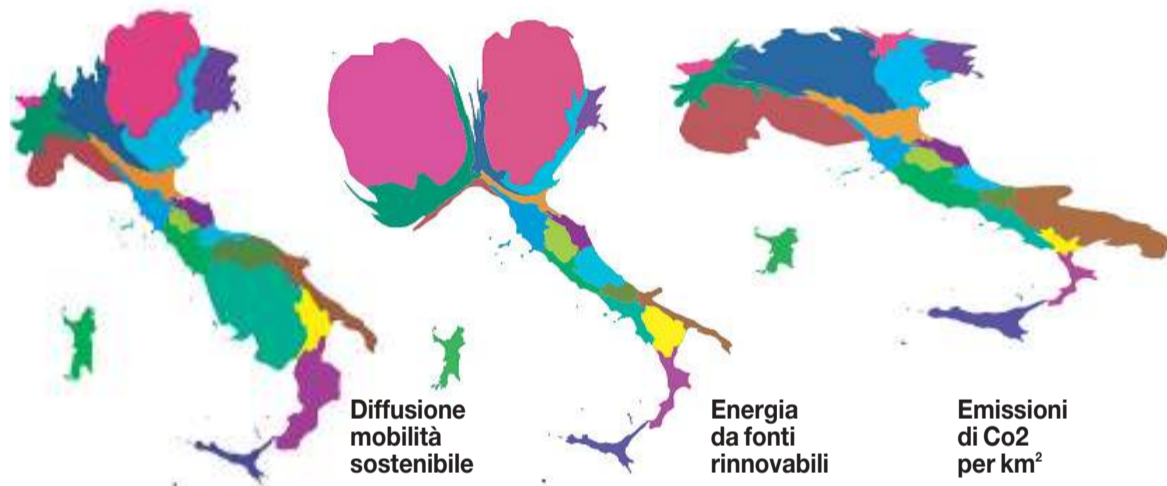 Diffusione
mobilità
sostenibile
Energia
da fonti
rinnovabili
Emissioni
di Co2
per km²